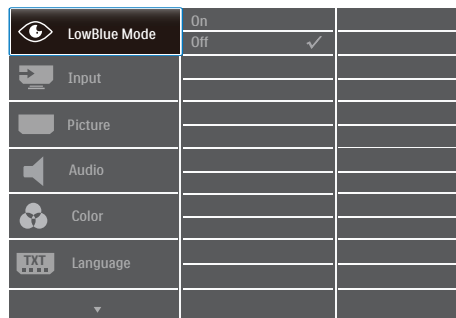 LowBlue Mode
On
Off
Input
Picture
Audio
Color
TXT
Language